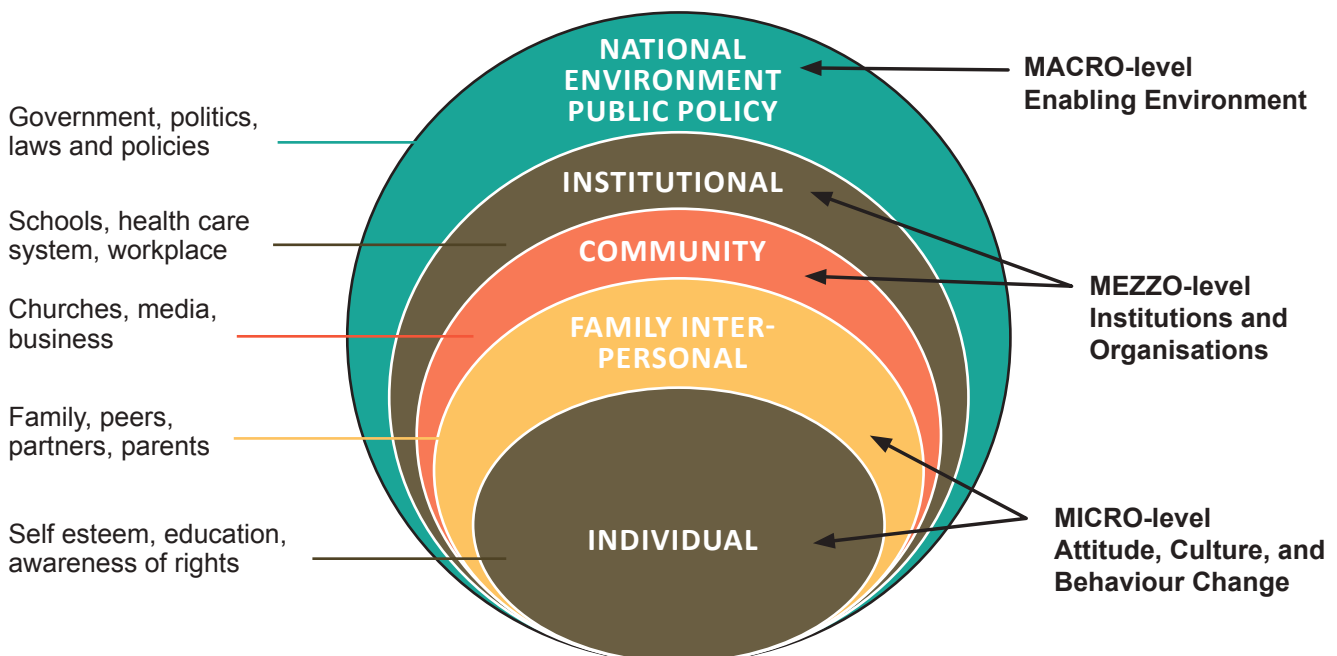 NATIONAL
ENVIRONMENT
PUBLIC POLICY
INSTITUTIONAL
COMMUNITY
FAMILY INTER-
PERSONAL
INDIVIDUAL
Government, politics,
laws and policies
Schools, health care
system, workplace
Churches, media,
business
Family, peers,
partners, parents
Self esteem, education,
awareness of rights
MACRO-level
Enabling Environment
MEZZO-level
Institutions and
Organisations
MICRO-level
Attitude, Culture, and
Behaviour Change